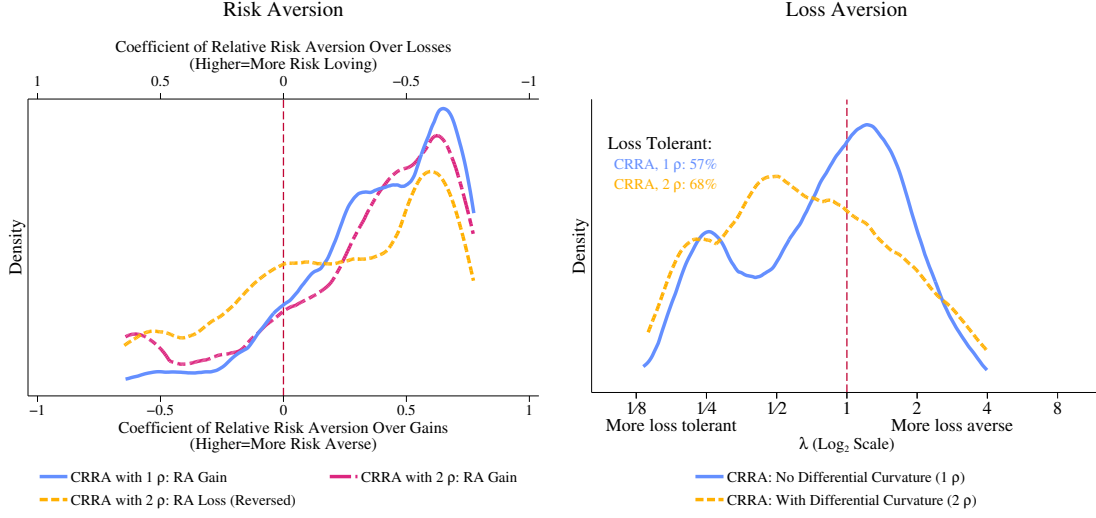 Risk Aversion
Coefficient of Relative Risk Aversion Over Losses
(Higher=More Risk Loving)
1 0.5 0 −0.5 −1
Density
−1 −0.5 0 0.5 1
Coefficient of Relative Risk Aversion Over Gains
(Higher=More Risk Averse)
CRRA with 1 ρ: RA Gain
CRRA with 2 ρ: RA Gain
CRRA with 2 ρ: RA Loss (Reversed)
Loss Aversion
Loss Tolerant:
CRRA, 1 ρ: 57%
CRRA, 2 ρ: 68%
Density
1⁄8 1⁄4 1⁄2 1 2 4 8
More loss tolerant More loss averse
λ (Log₂ Scale)
CRRA: No Differential Curvature (1 ρ)
CRRA: With Differential Curvature (2 ρ)